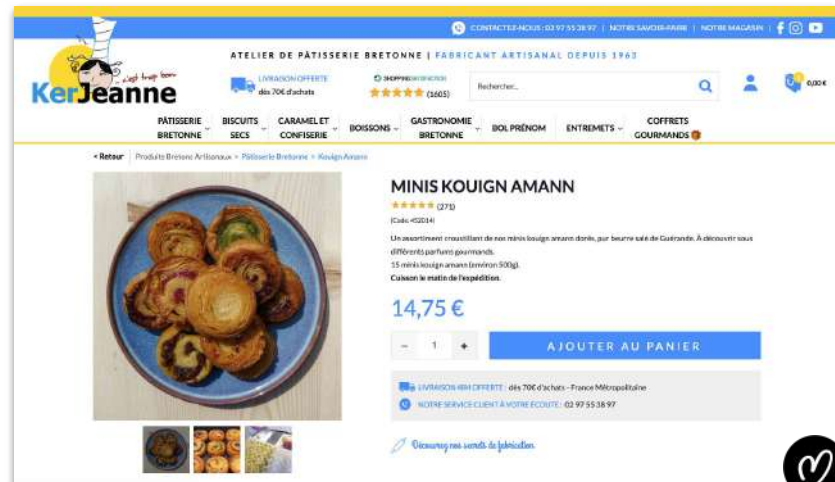 CONTACTEZ-NOUS : 02 97 55 38 97 | NOTRE SAVOIR-FAIRE | NOTRE MAGASIN
ATELIER DE PÂTISSERIE BRETONNE | FABRICANT ARTISANAL DEPUIS 1963
c'est trop bon
KerJeanne
LIVRAISON OFFERTE
dès 70€ d'achats
SHOPPING SATISFACTION
(1605)
Rechercher...
0,00 €
PÂTISSERIE BRETONNE
BISCUITS SECS
CARAMEL ET CONFISERIE
BOISSONS
GASTRONOMIE BRETONNE
BOL PRÉNOM
ENTREMETS
COFFRETS GOURMANDS
< Retour
Produits Bretons Artisanaux > Pâtisserie Bretonne > Kouign Amann
MINIS KOUIGN AMANN
(271)
(Code: 452014)
Un assortiment croustillant de nos minis kouign amann dorés, pur beurre salé de Guérande. À découvrir sous
différents parfums gourmands.
15 minis kouign amann (environ 500g).
Cuisson le matin de l'expédition.
14,75 €
- 1 +
AJOUTER AU PANIER
LIVRAISON 48H OFFERTE : dès 70€ d'achats - France Métropolitaine
NOTRE SERVICE CLIENT À VOTRE ÉCOUTE : 02 97 55 38 97
Découvrez nos secrets de fabrication